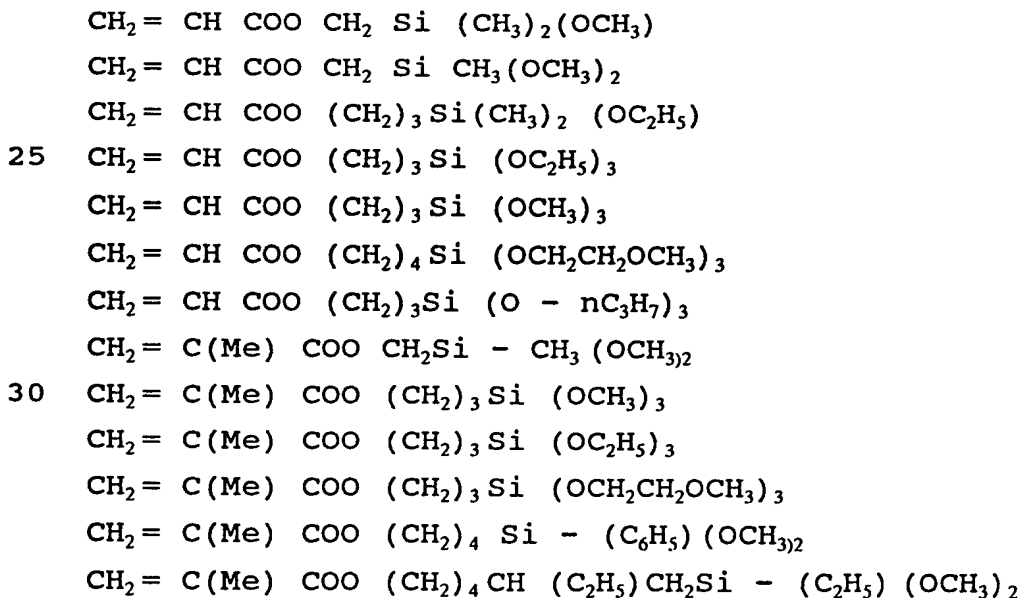 CH₂= CH COO CH₂ Si (CH₃)₂(OCH₃)
CH₂= CH COO CH₂ Si CH₃(OCH₃)₂
CH₂= CH COO (CH₂)₃Si(CH₃)₂ (OC₂H₅)
25 CH₂= CH COO (CH₂)₃Si (OC₂H₅)₃
CH₂= CH COO (CH₂)₃Si (OCH₃)₃
CH₂= CH COO (CH₂)₄Si (OCH₂CH₂OCH₃)₃
CH₂= CH COO (CH₂)₃Si (O - nC₃H₇)₃
CH₂= C(Me) COO CH₂Si - CH₃ (OCH₃₎₂
30 CH₂= C(Me) COO (CH₂)₃Si (OCH₃)₃
CH₂= C(Me) COO (CH₂)₃Si (OC₂H₅)₃
CH₂= C(Me) COO (CH₂)₃Si (OCH₂CH₂OCH₃)₃
CH₂= C(Me) COO (CH₂)₄ Si - (C₆H₅)(OCH₃₎₂
CH₂= C(Me) COO (CH₂)₄CH (C₂H₅)CH₂Si - (C₂H₅) (OCH₃)₂